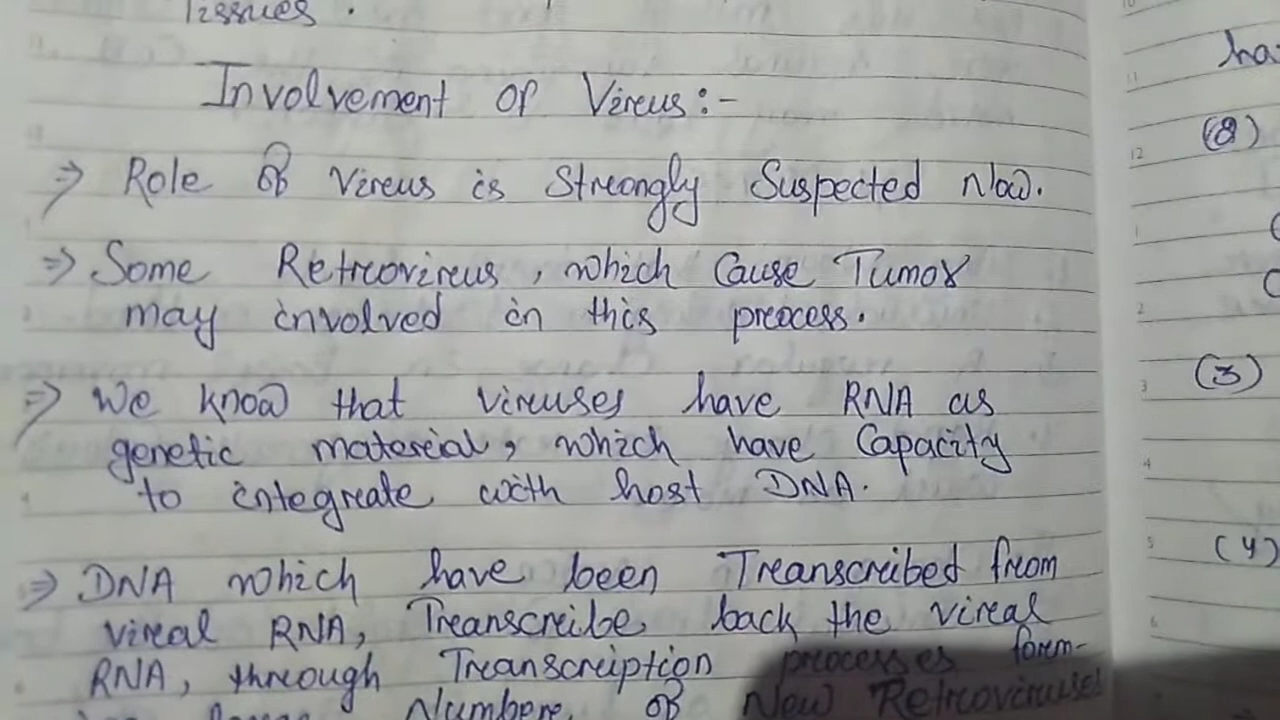 Tissues.
Involvement of Virus:-
⇒ Role of Virus is Strongly Suspected Now.
⇒ Some Retrovirus, which Cause Tumor
may involved in this process.
⇒ We know that viruses have RNA as
genetic material, which have Capacity
to integrate with host DNA.
⇒ DNA which have been Transcribed from
viral RNA, Transcribe back the viral
RNA, through Transcription processes form-
Numbers of New Retroviruses
ha
(2)
(3)
(4)